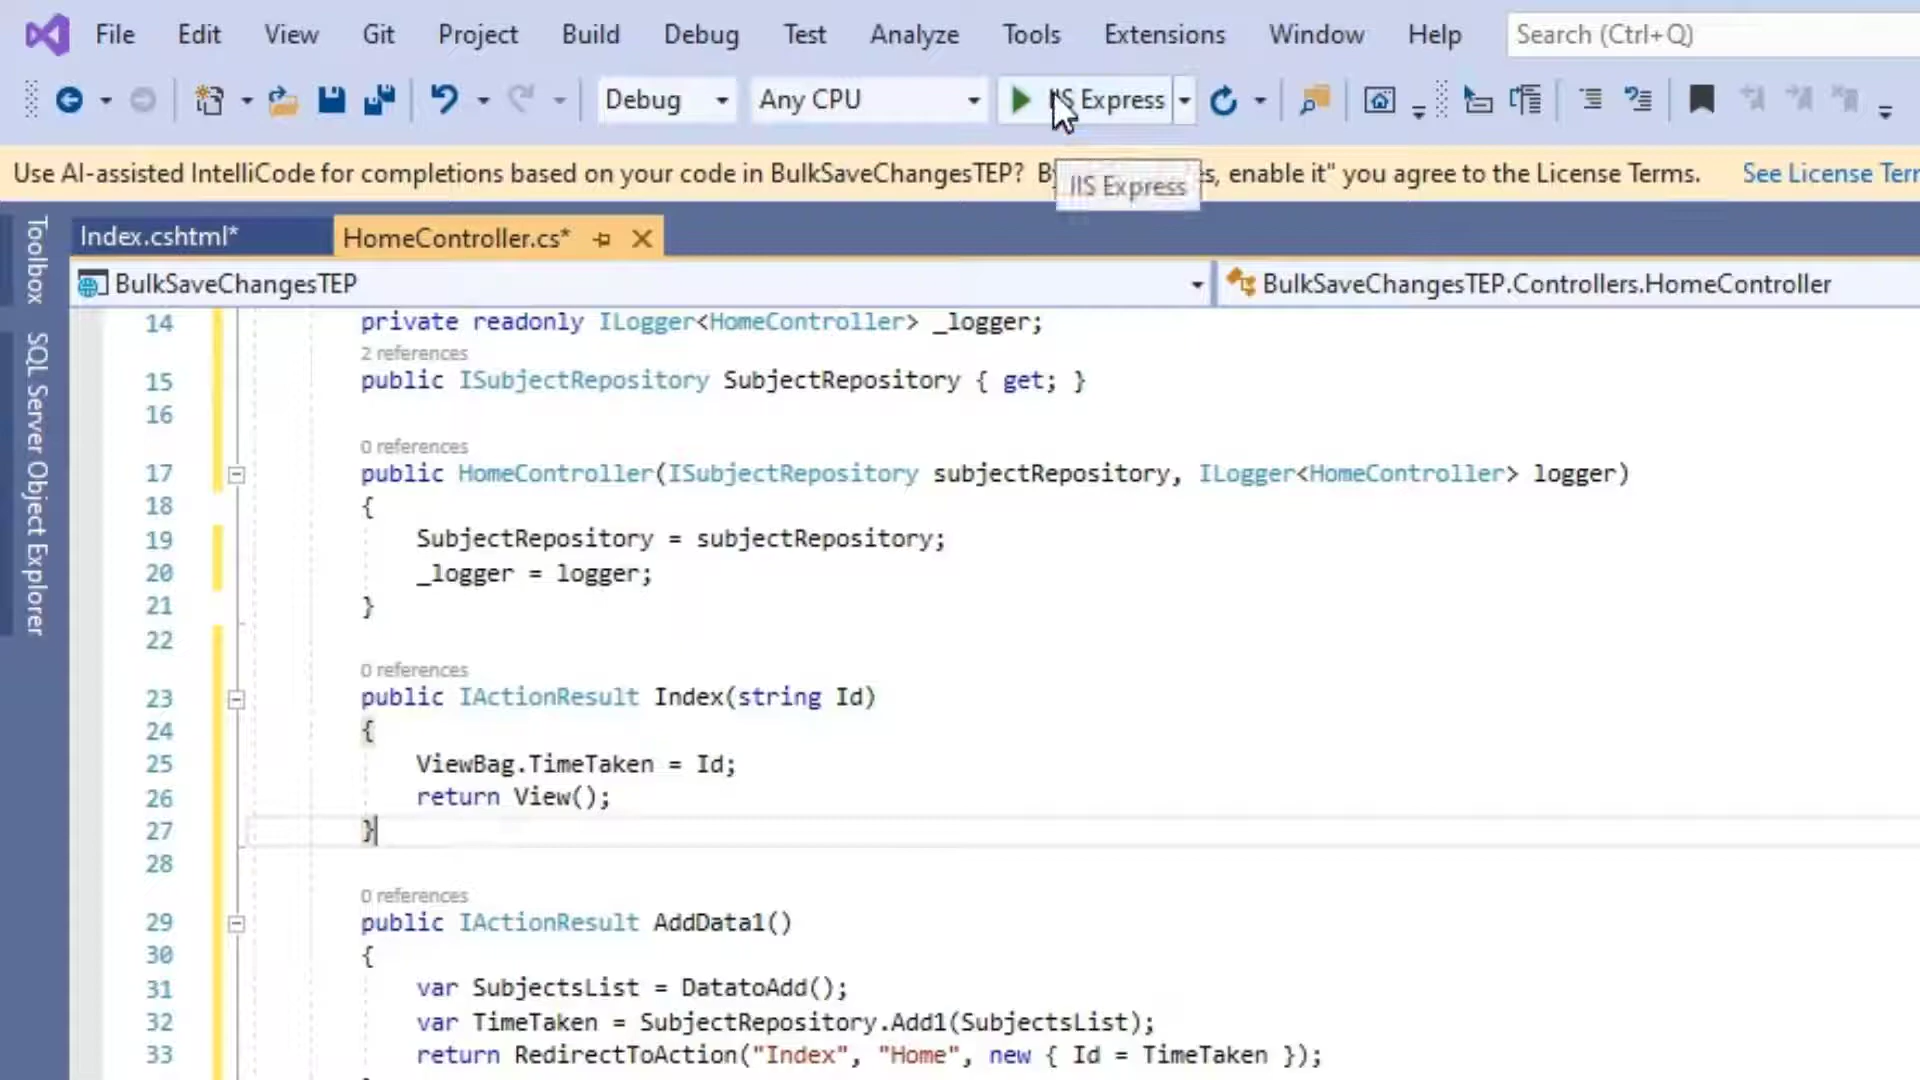 File Edit View Git Project Build Debug Test Analyze Tools Extensions Window Help Search (Ctrl+Q)
Debug Any CPU IIS Express
Use AI-assisted IntelliCode for completions based on your code in BulkSaveChangesTEP? s, enable it" you agree to the License Terms. See License
IIS Express
Toolbox
SQL Server Object Explorer
Index.cshtml* HomeController.cs*
BulkSaveChangesTEP BulkSaveChangesTEP.Controllers.HomeController
14 private readonly ILogger<HomeController> _logger;
2 references
15 public ISubjectRepository SubjectRepository { get; }
16
0 references
17 public HomeController(ISubjectRepository subjectRepository, ILogger<HomeController> logger)
18 {
19 SubjectRepository = subjectRepository;
20 _logger = logger;
21 }
22
0 references
23 public IActionResult Index(string Id)
24 {
25 ViewBag.TimeTaken = Id;
26 return View();
27 }
28
0 references
29 public IActionResult AddData1()
30 {
31 var SubjectsList = DatatoAdd();
32 var TimeTaken = SubjectRepository.Add1(SubjectsList);
33 return RedirectToAction("Index", "Home", new { Id = TimeTaken });